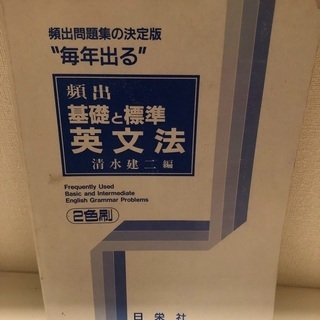 頻出問題集の決定版
“毎年出る”
頻出
基礎と標準
英文法
清水建二編
Frequently Used
Basic and Intermediate
English Grammar Problems
2色刷
日栄社